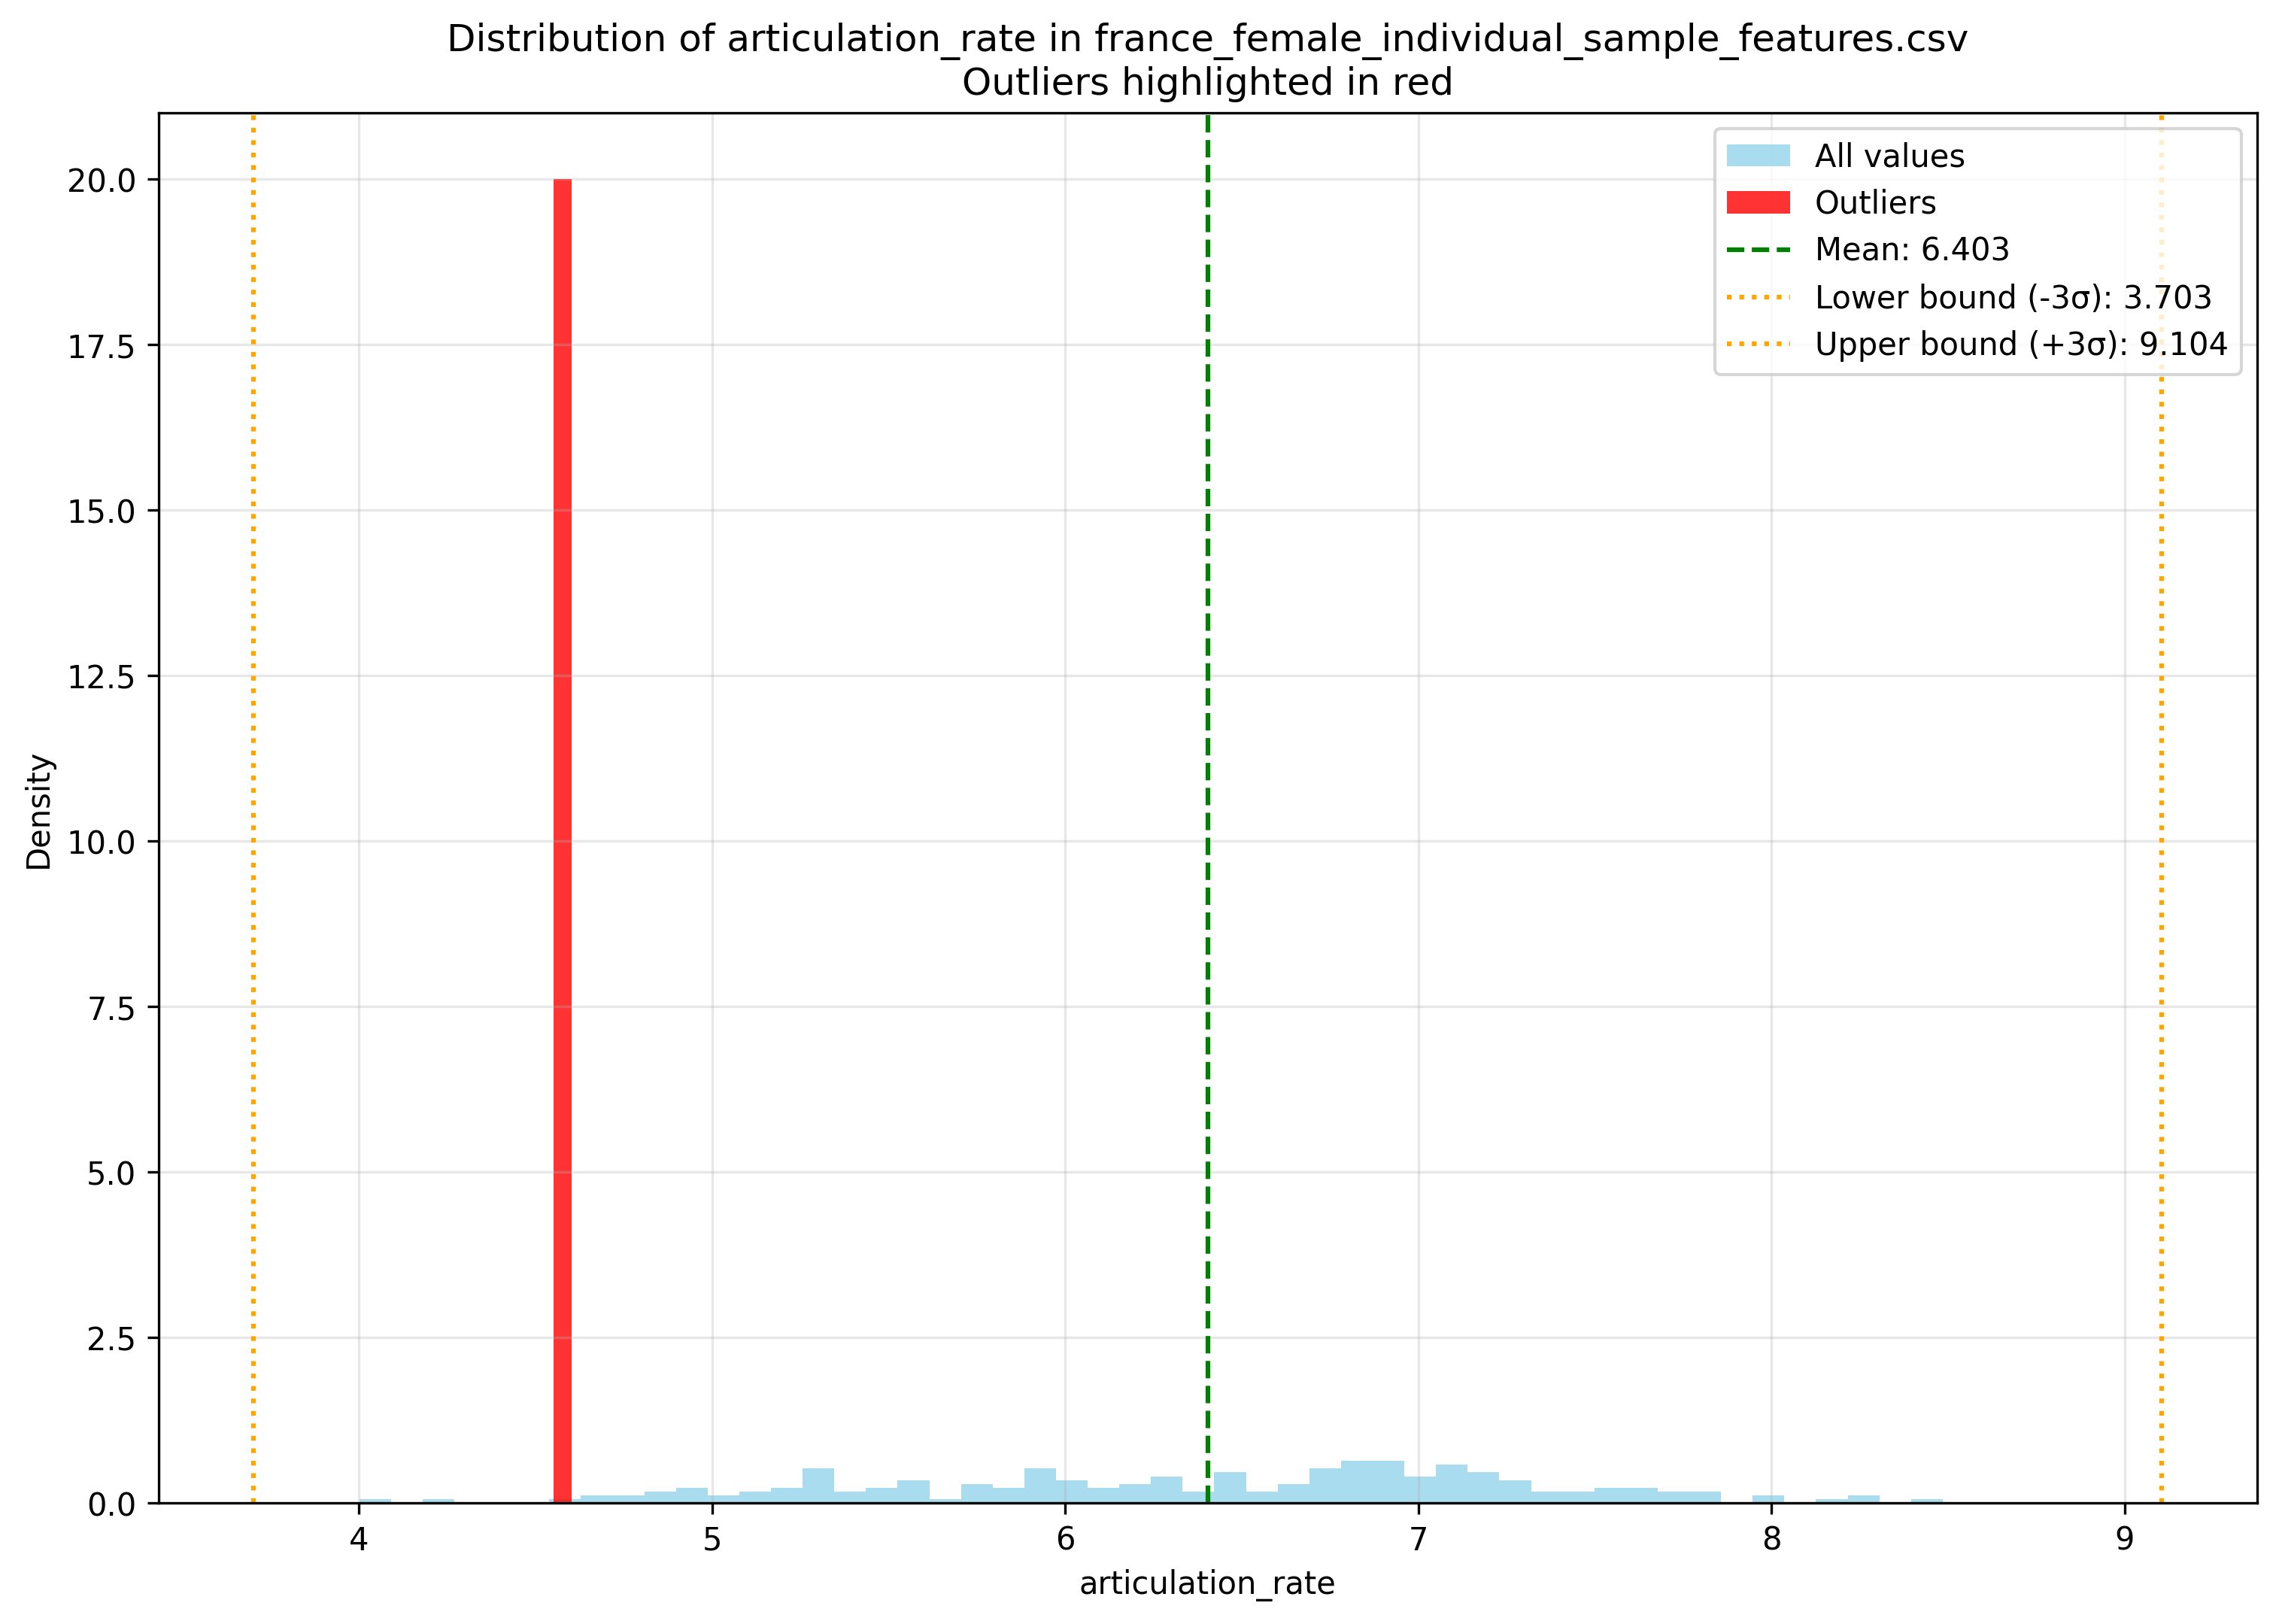 Distribution of articulation_rate in france_female_individual_sample_features.csv
Outliers highlighted in red
All values
Outliers
Mean: 6.403
Lower bound (-3σ): 3.703
Upper bound (+3σ): 9.104
Density
20.0
17.5
15.0
12.5
10.0
7.5
5.0
2.5
0.0
4 5 6 7 8 9
articulation_rate